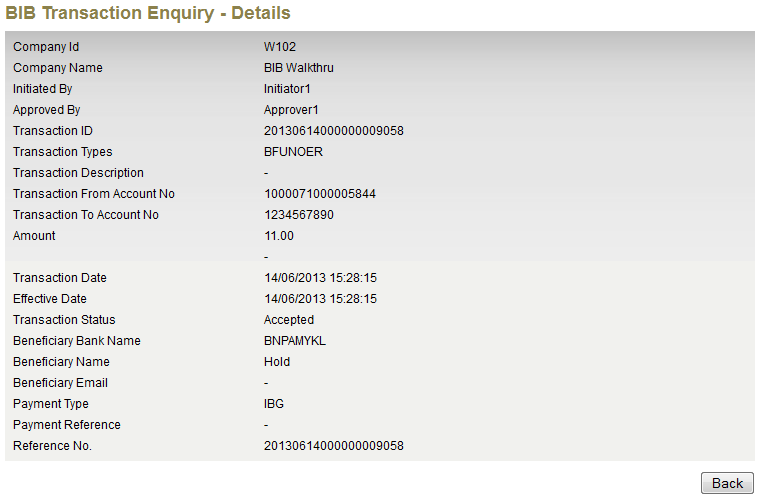 BIB Transaction Enquiry - Details
Company Id W102
Company Name BIB Walkthru
Initiated By Initiator1
Approved By Approver1
Transaction ID 20130614000000009058
Transaction Types BFUNOER
Transaction Description -
Transaction From Account No 1000071000005844
Transaction To Account No 1234567890
Amount 11.00
-
Transaction Date 14/06/2013 15:28:15
Effective Date 14/06/2013 15:28:15
Transaction Status Accepted
Beneficiary Bank Name BNPAMYKL
Beneficiary Name Hold
Beneficiary Email -
Payment Type IBG
Payment Reference -
Reference No. 20130614000000009058
Back